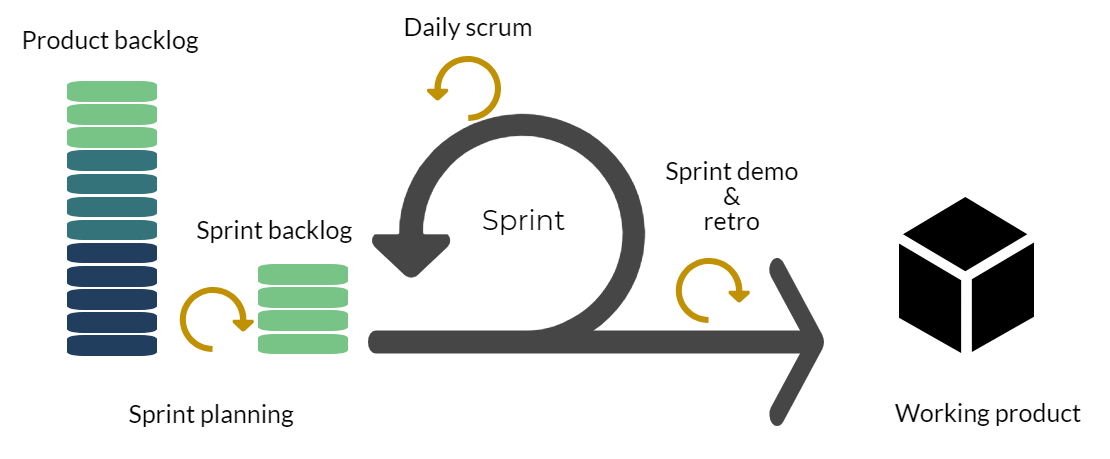 Product backlog
Daily scrum
Sprint backlog
Sprint
Sprint demo
&
retro
Sprint planning
Working product